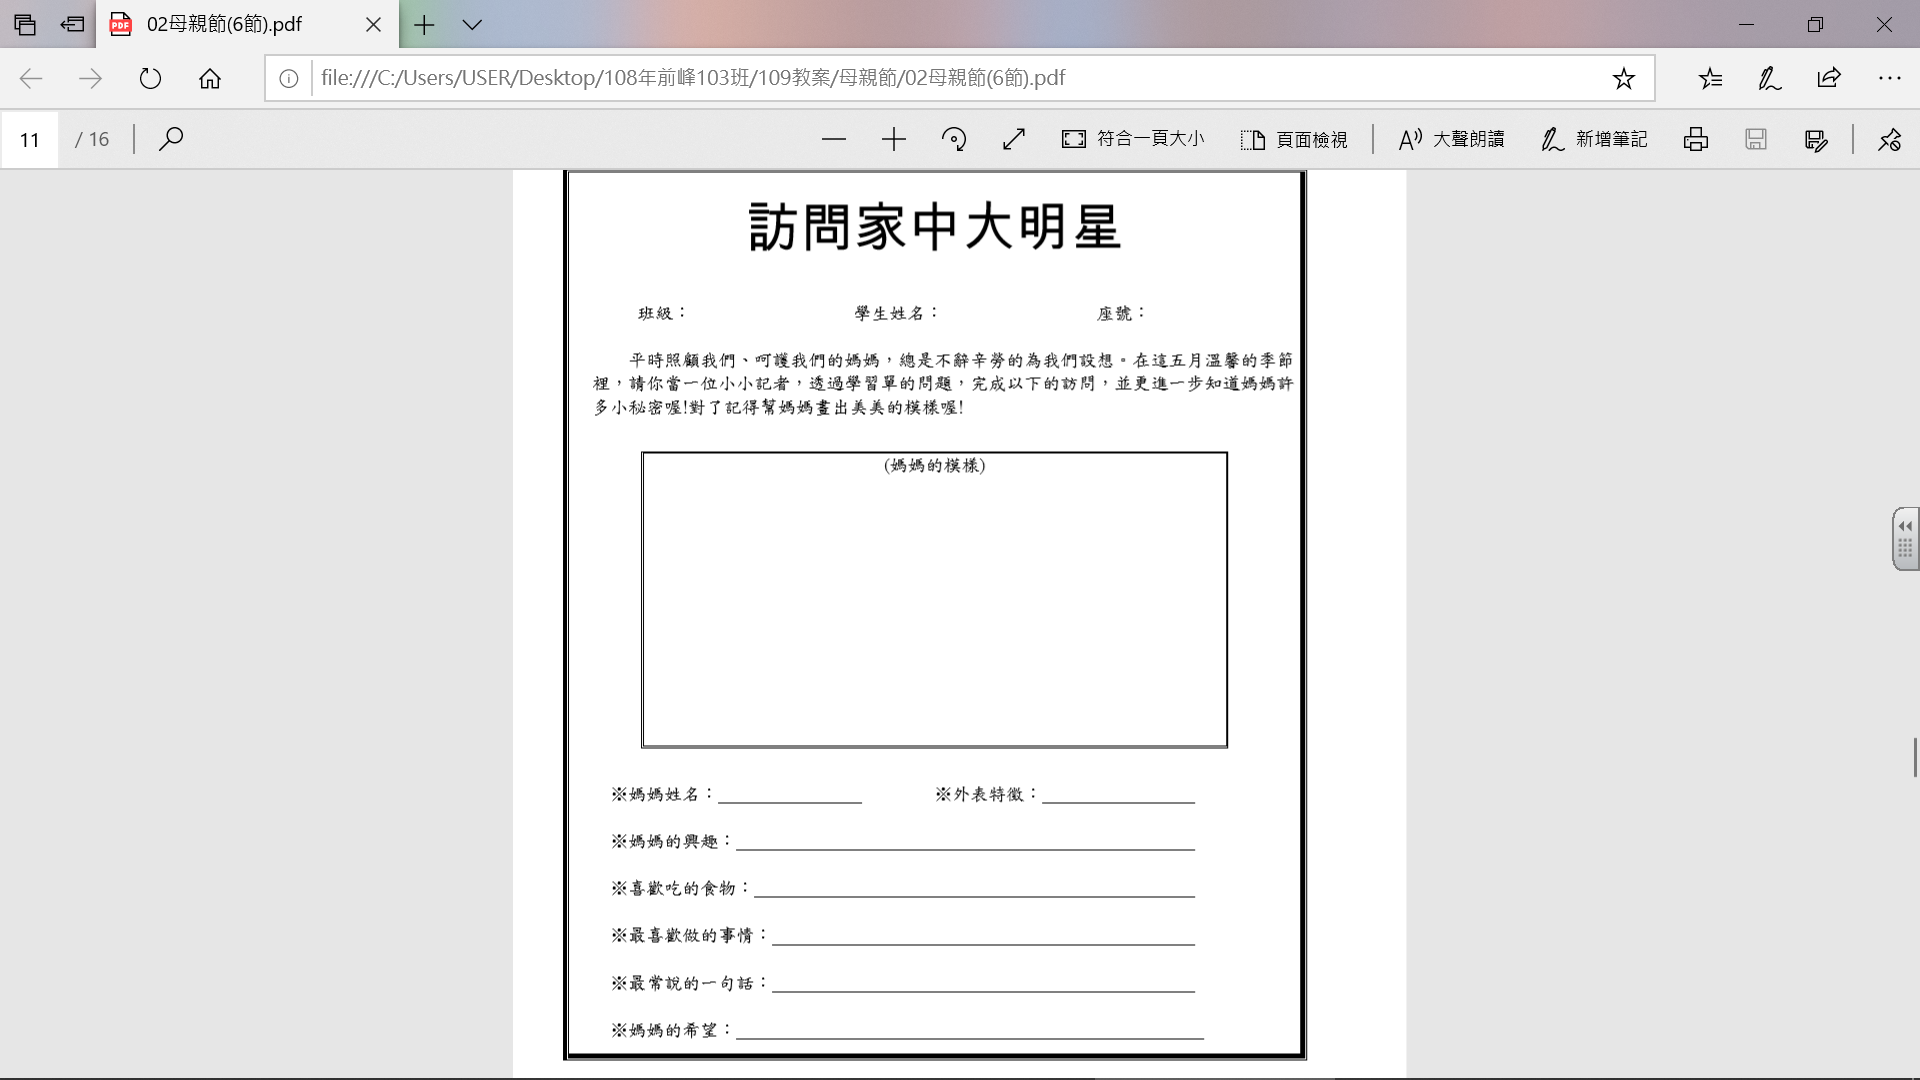 02母親節(6節).pdf
file:///C:/Users/USER/Desktop/108年前峰103班/109教案/母親節/02母親節(6節).pdf
11 / 16 符合一頁大小 頁面檢視 大聲朗讀 新增筆記
訪問家中大明星
班級： 學生姓名： 座號：
平時照顧我們、呵護我們的媽媽，總是不辭辛勞的為我們設想。在這五月溫馨的季節
裡，請你當一位小小記者，透過學習單的問題，完成以下的訪問，並更進一步知道媽媽許
多小秘密喔!對了記得幫媽媽畫出美美的模樣喔!
(媽媽的模樣)
※媽媽姓名：________ ※外表特徵：________
※媽媽的興趣：________
※喜歡吃的食物：________
※最喜歡做的事情：________
※最常說的一句話：________
※媽媽的希望：________